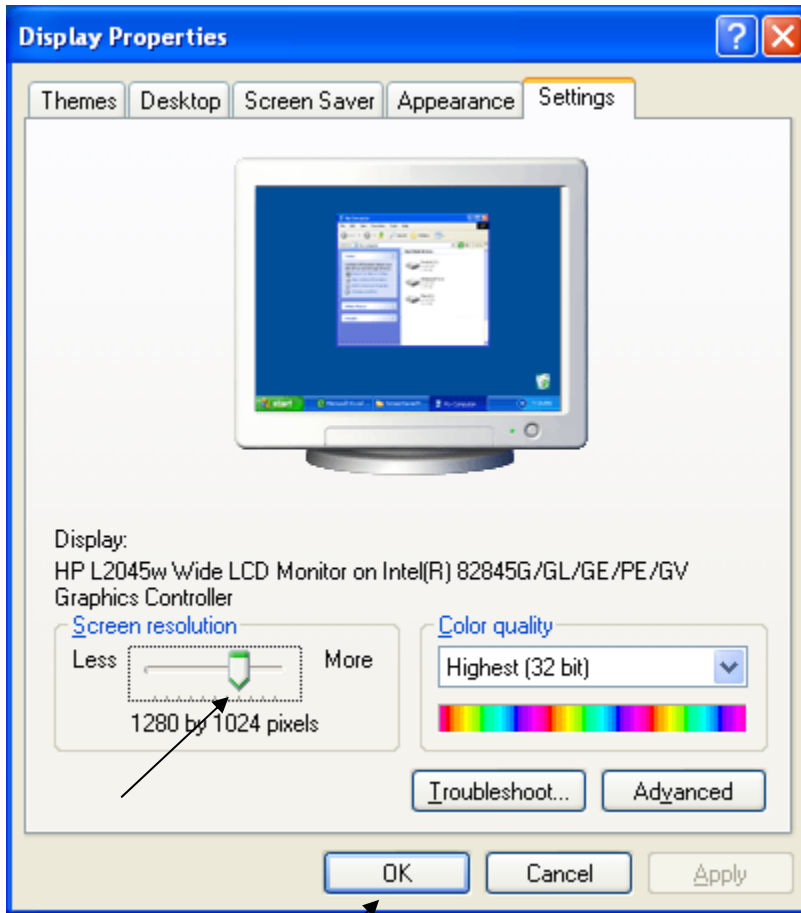 Display Properties
?
Themes Desktop Screen Saver Appearance Settings
start
Display:
HP L2045w Wide LCD Monitor on Intel(R) 82845G/GL/GE/PE/GV
Graphics Controller
Screen resolution
Less More
1280 by 1024 pixels
Color quality
Highest (32 bit)
Troubleshoot... Advanced
OK Cancel Apply